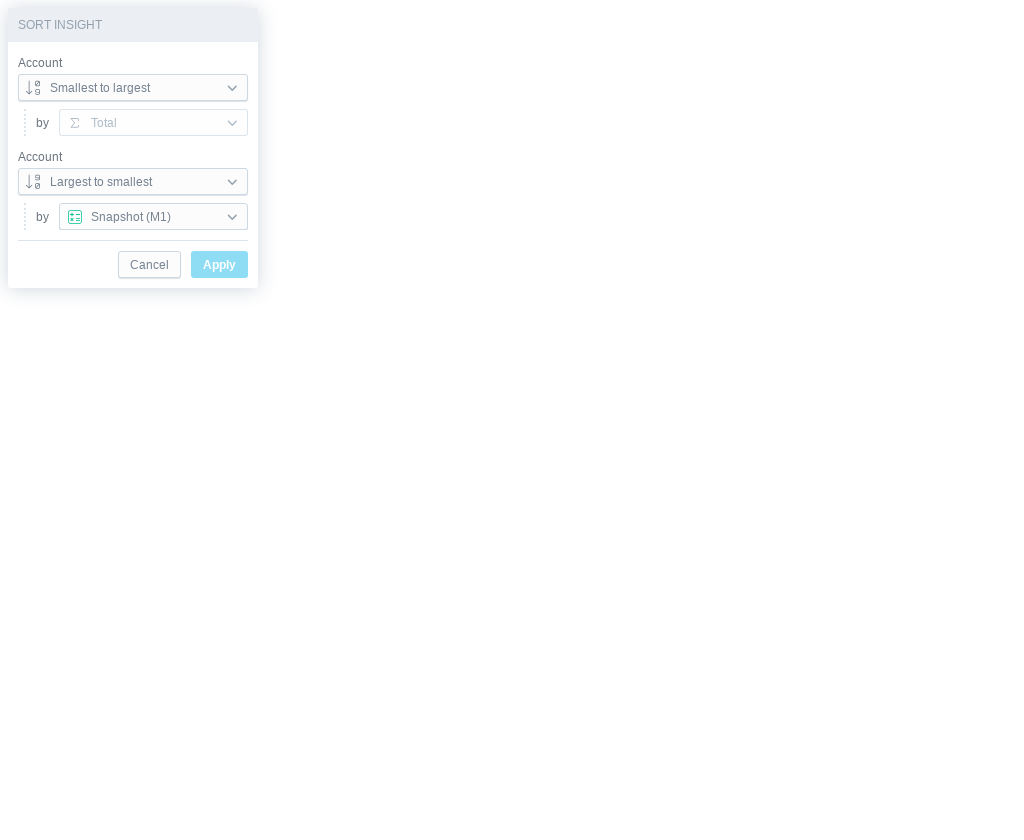 SORT INSIGHT
Account
Smallest to largest
by Total
Account
Largest to smallest
by Snapshot (M1)
Cancel Apply